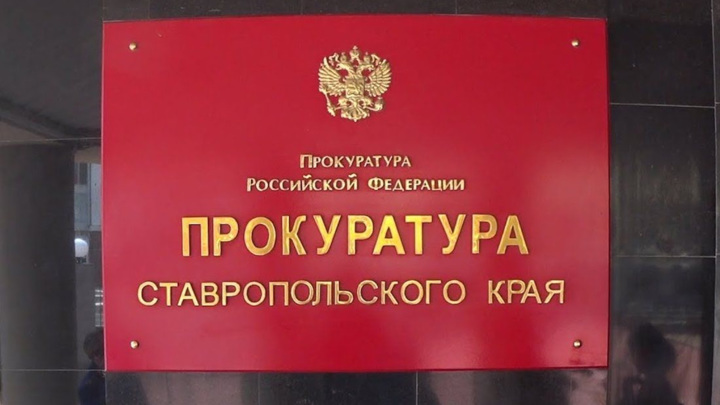 Прокуратура
Российской Федерации
ПРОКУРАТУРА
СТАВРОПОЛЬСКОГО КРАЯ